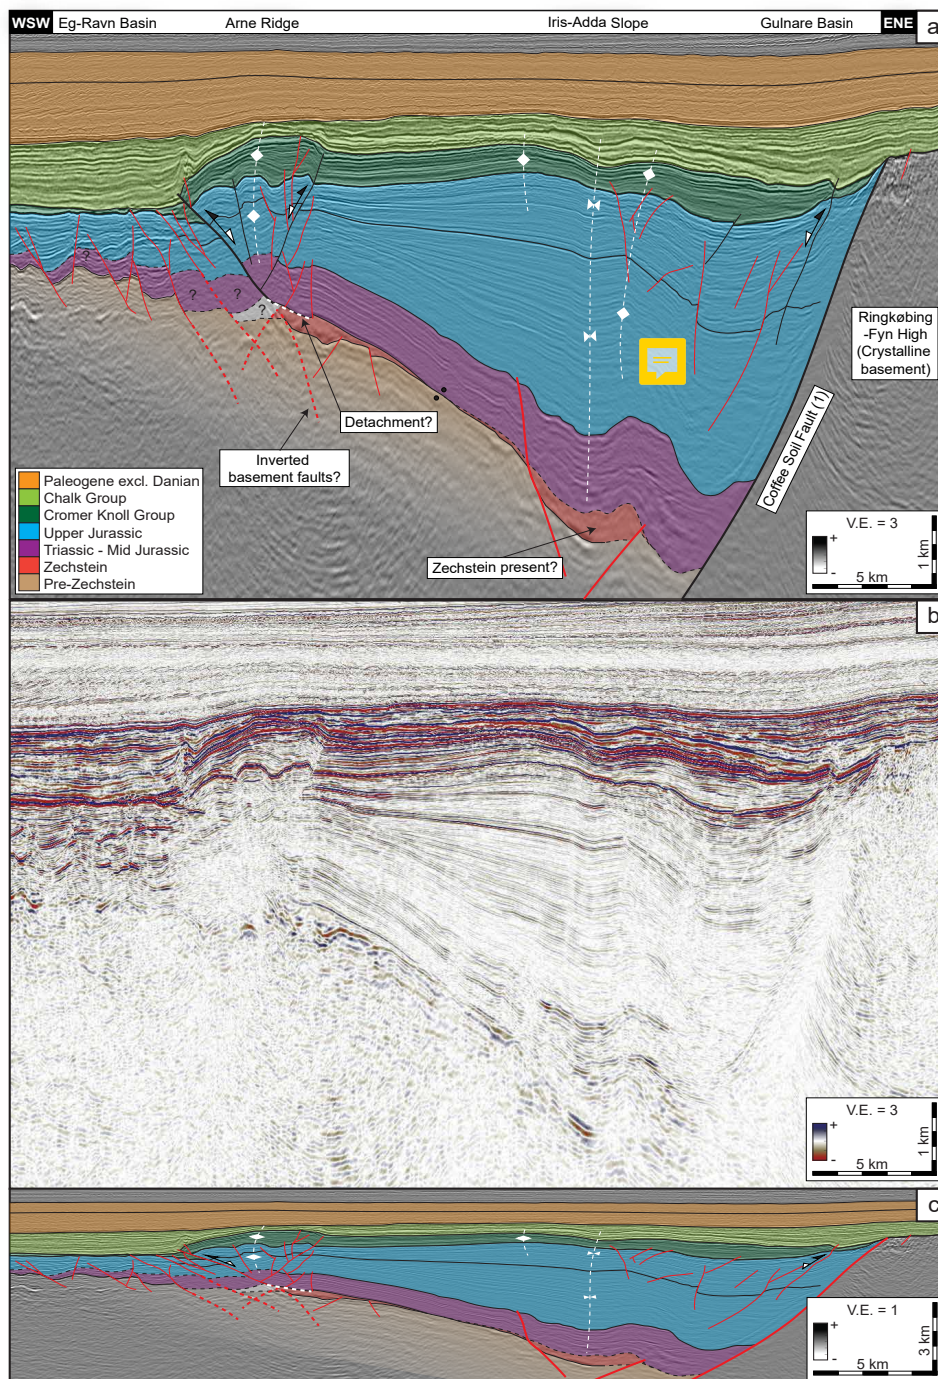 WSW Eg-Ravn Basin Arne Ridge Iris-Adda Slope Gulnare Basin ENE
a
Ringkøbing
-Fyn High
(Crystalline
basement)
?
?
?
?
Detachment?
Inverted
basement faults?
Coffee Soil Fault (1)
Zechstein present?
Paleogene excl. Danian
Chalk Group
Cromer Knoll Group
Upper Jurassic
Triassic - Mid Jurassic
Zechstein
Pre-Zechstein
V.E. = 3
+
-
5 km
1 km
b
V.E. = 3
+
-
5 km
1 km
c
V.E. = 1
+
-
5 km
3 km